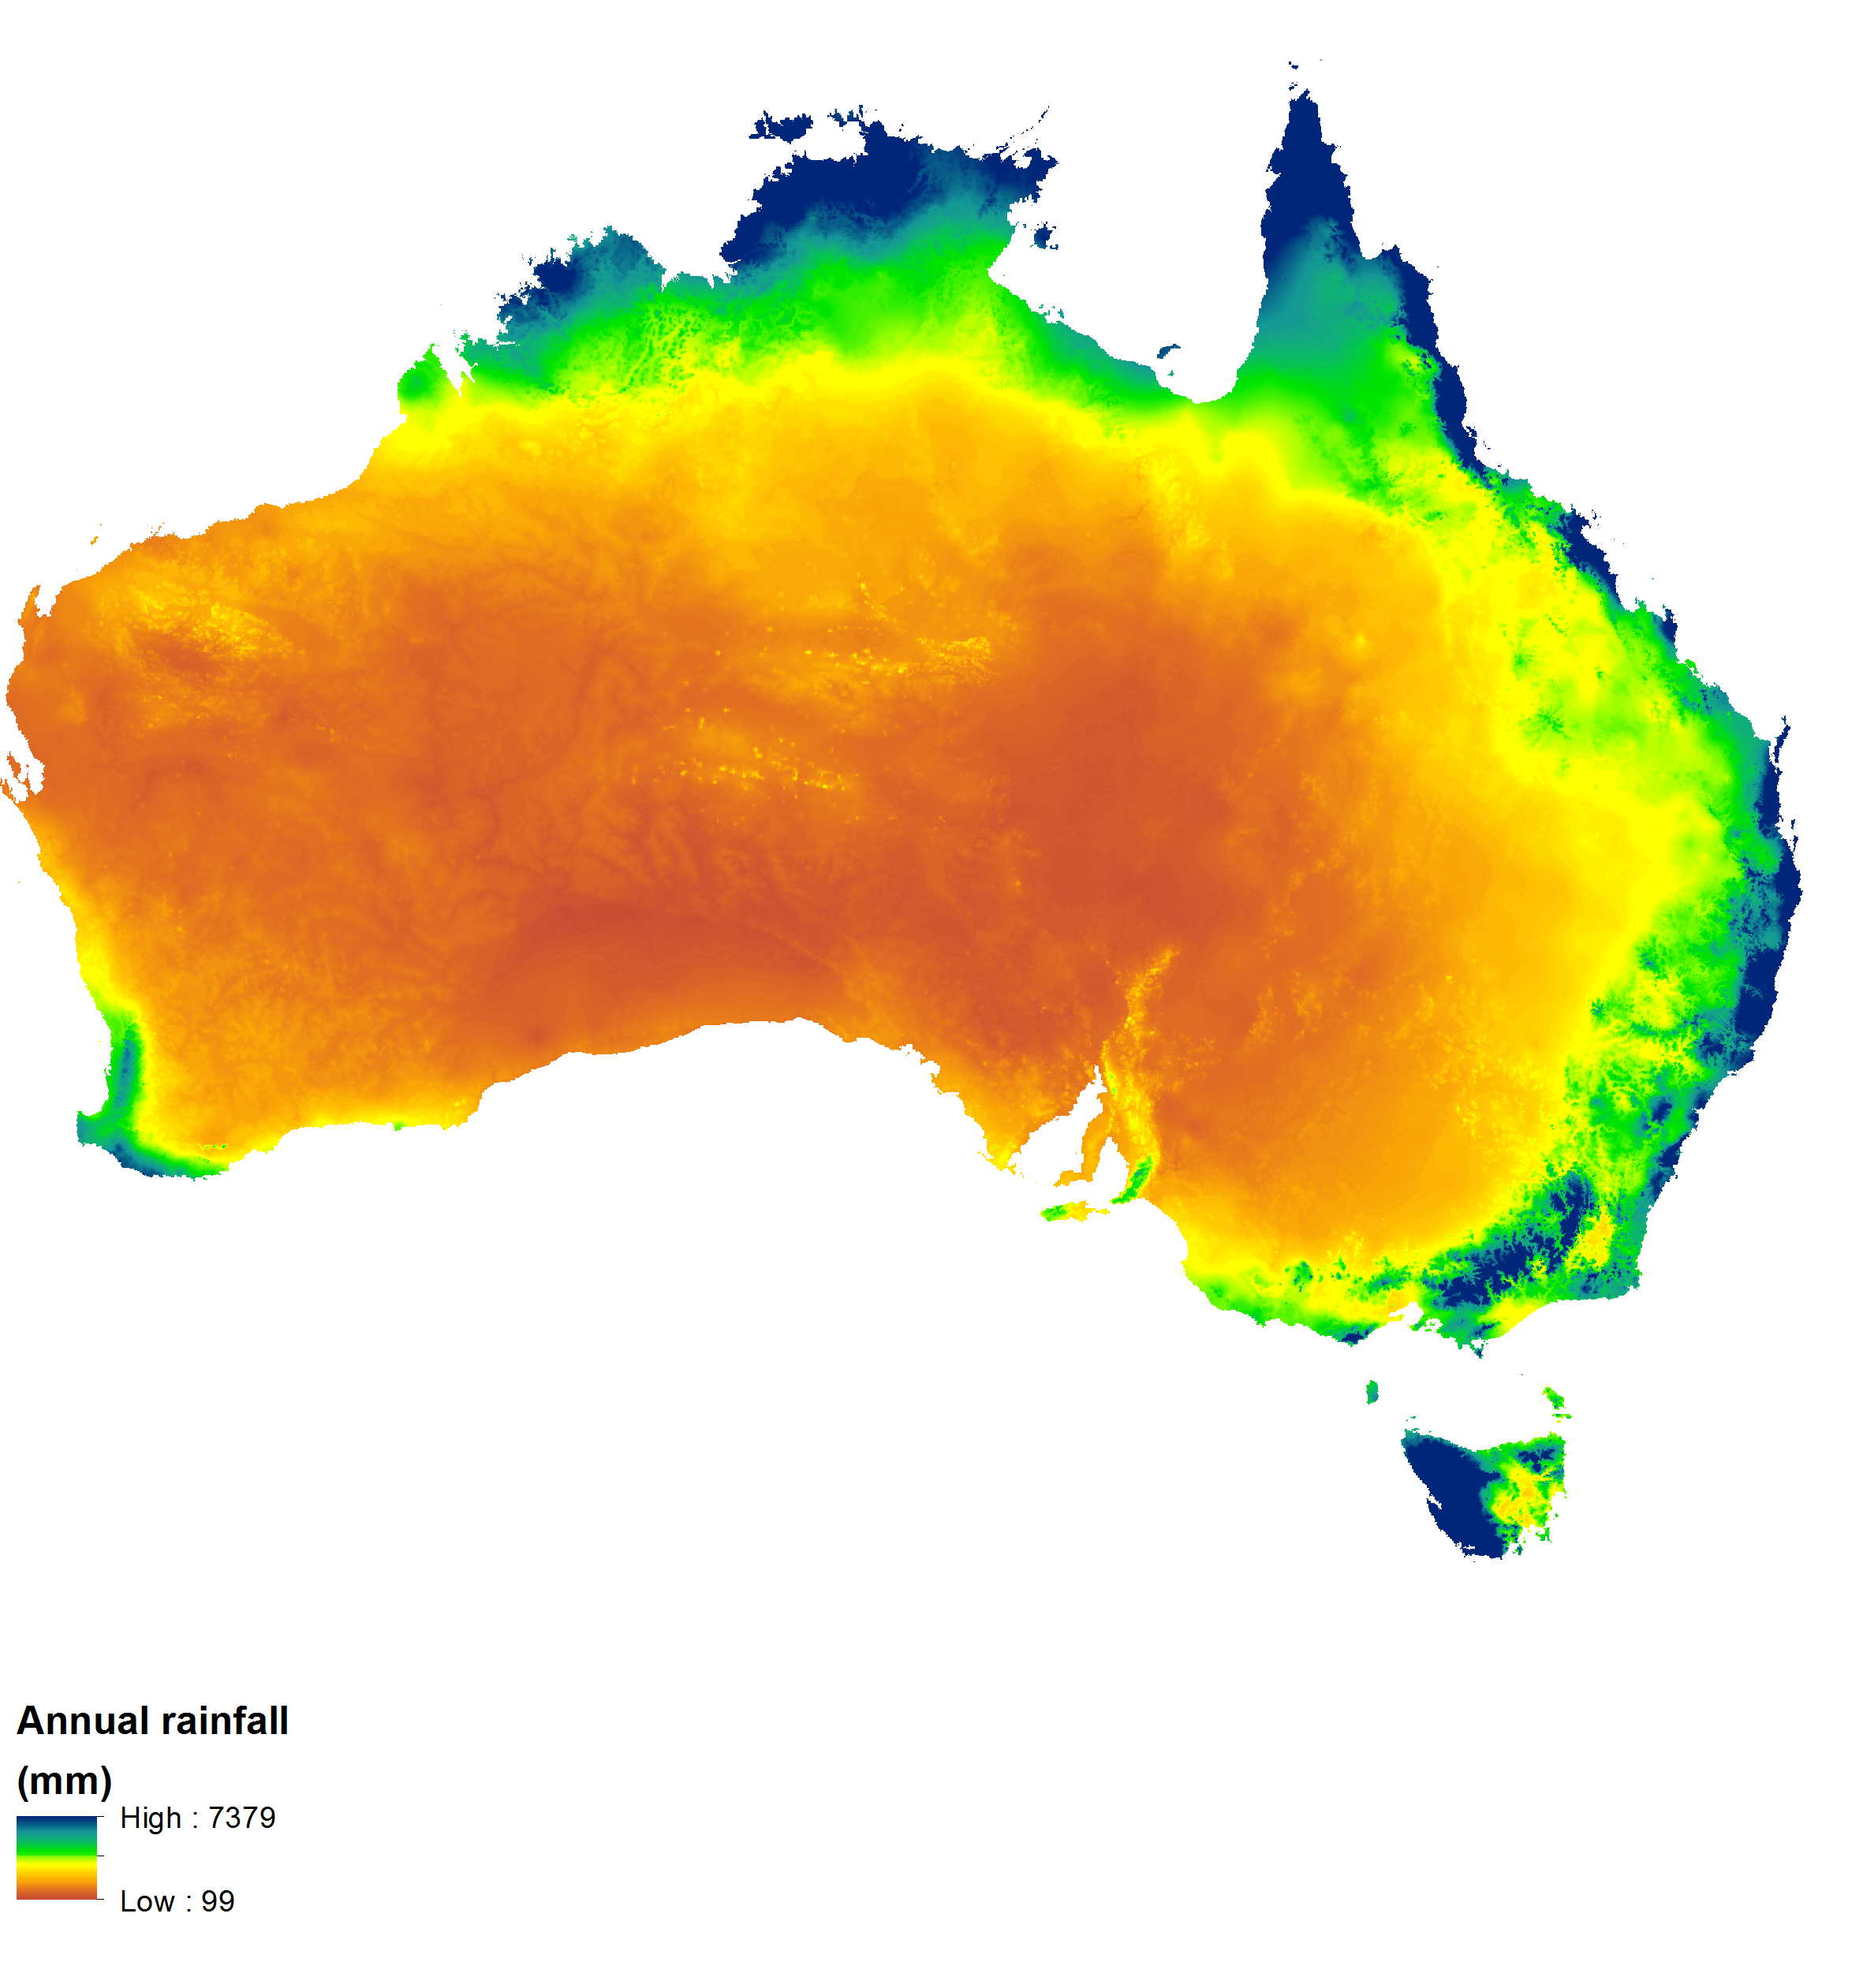 Annual rainfall
(mm)
High : 7379
Low : 99